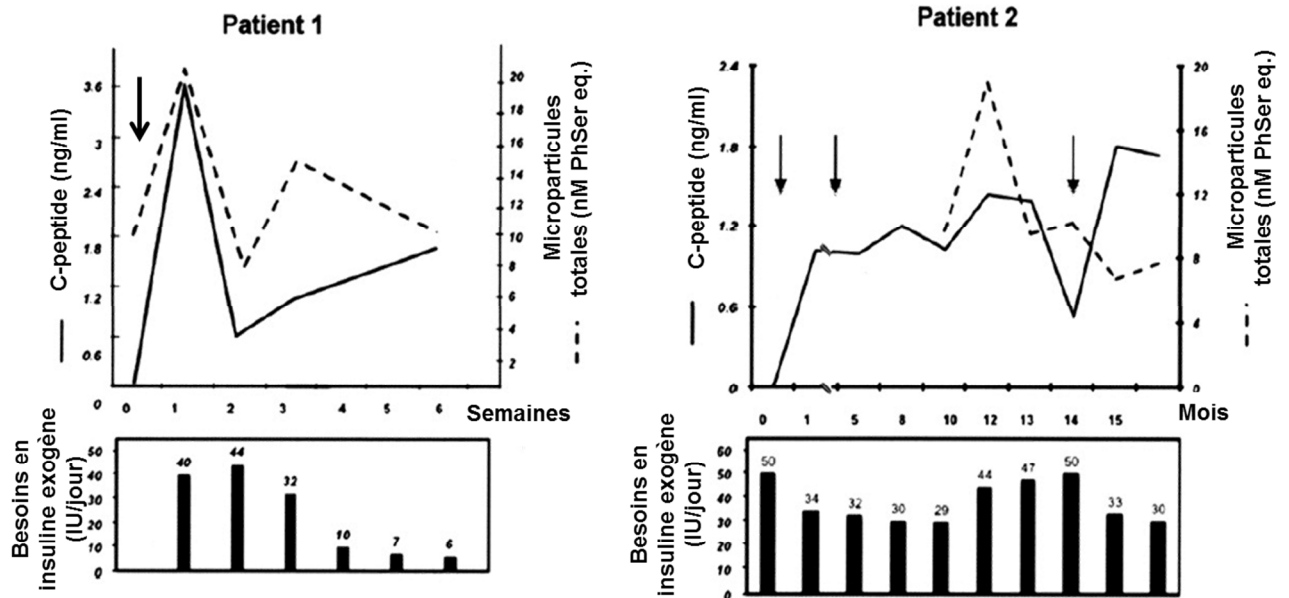 Patient 1
C-peptide (ng/ml)
3.6
3
2.4
1.8
1.2
0.6
0
20
18
16
14
12
10
8
6
4
2
Microparticules
totales (nM PhSer eq.)
0 1 2 3 4 5 6 Semaines
Besoins en
insuline exogène
(IU/jour)
50
40
30
20
10
0
40 44 32 10 7 6
Patient 2
C-peptide (ng/ml)
2.4
1.8
1.2
0.6
0
20
16
12
8
4
0
Microparticules
totales (nM PhSer eq.)
0 1 5 8 10 12 13 14 15 Mois
Besoins en
insuline exogène
(IU/jour)
60
50
40
30
20
10
0
50 34 32 30 29 44 47 50 33 30